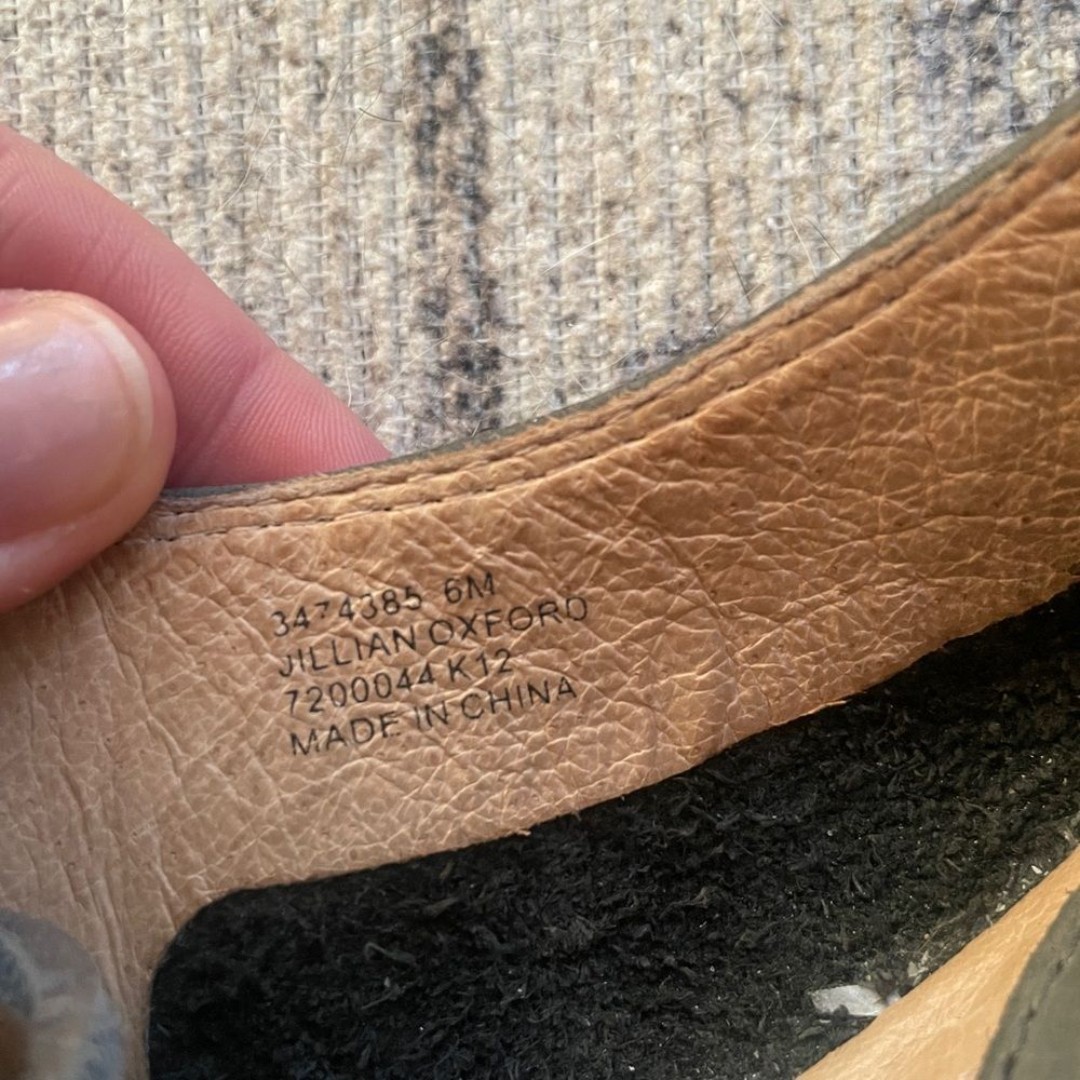 3474385 6M
JILLIAN OXFORD
7200044 K12
MADE IN CHINA